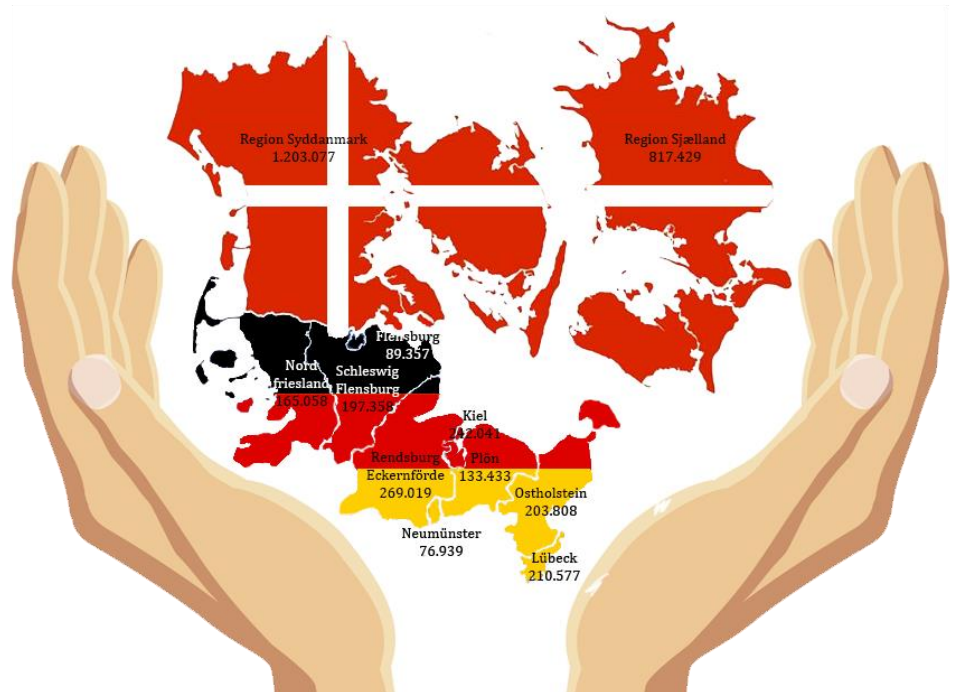 Region Syddanmark
1.203.077
Region Sjælland
817.429
Flensburg
89.357
Nord
friesland
165.058
Schleswig
Flensburg
197.358
Kiel
242.041
Rendsburg
Eckernförde
269.019
Plön
133.433
Ostholstein
203.808
Neumünster
76.939
Lübeck
210.577